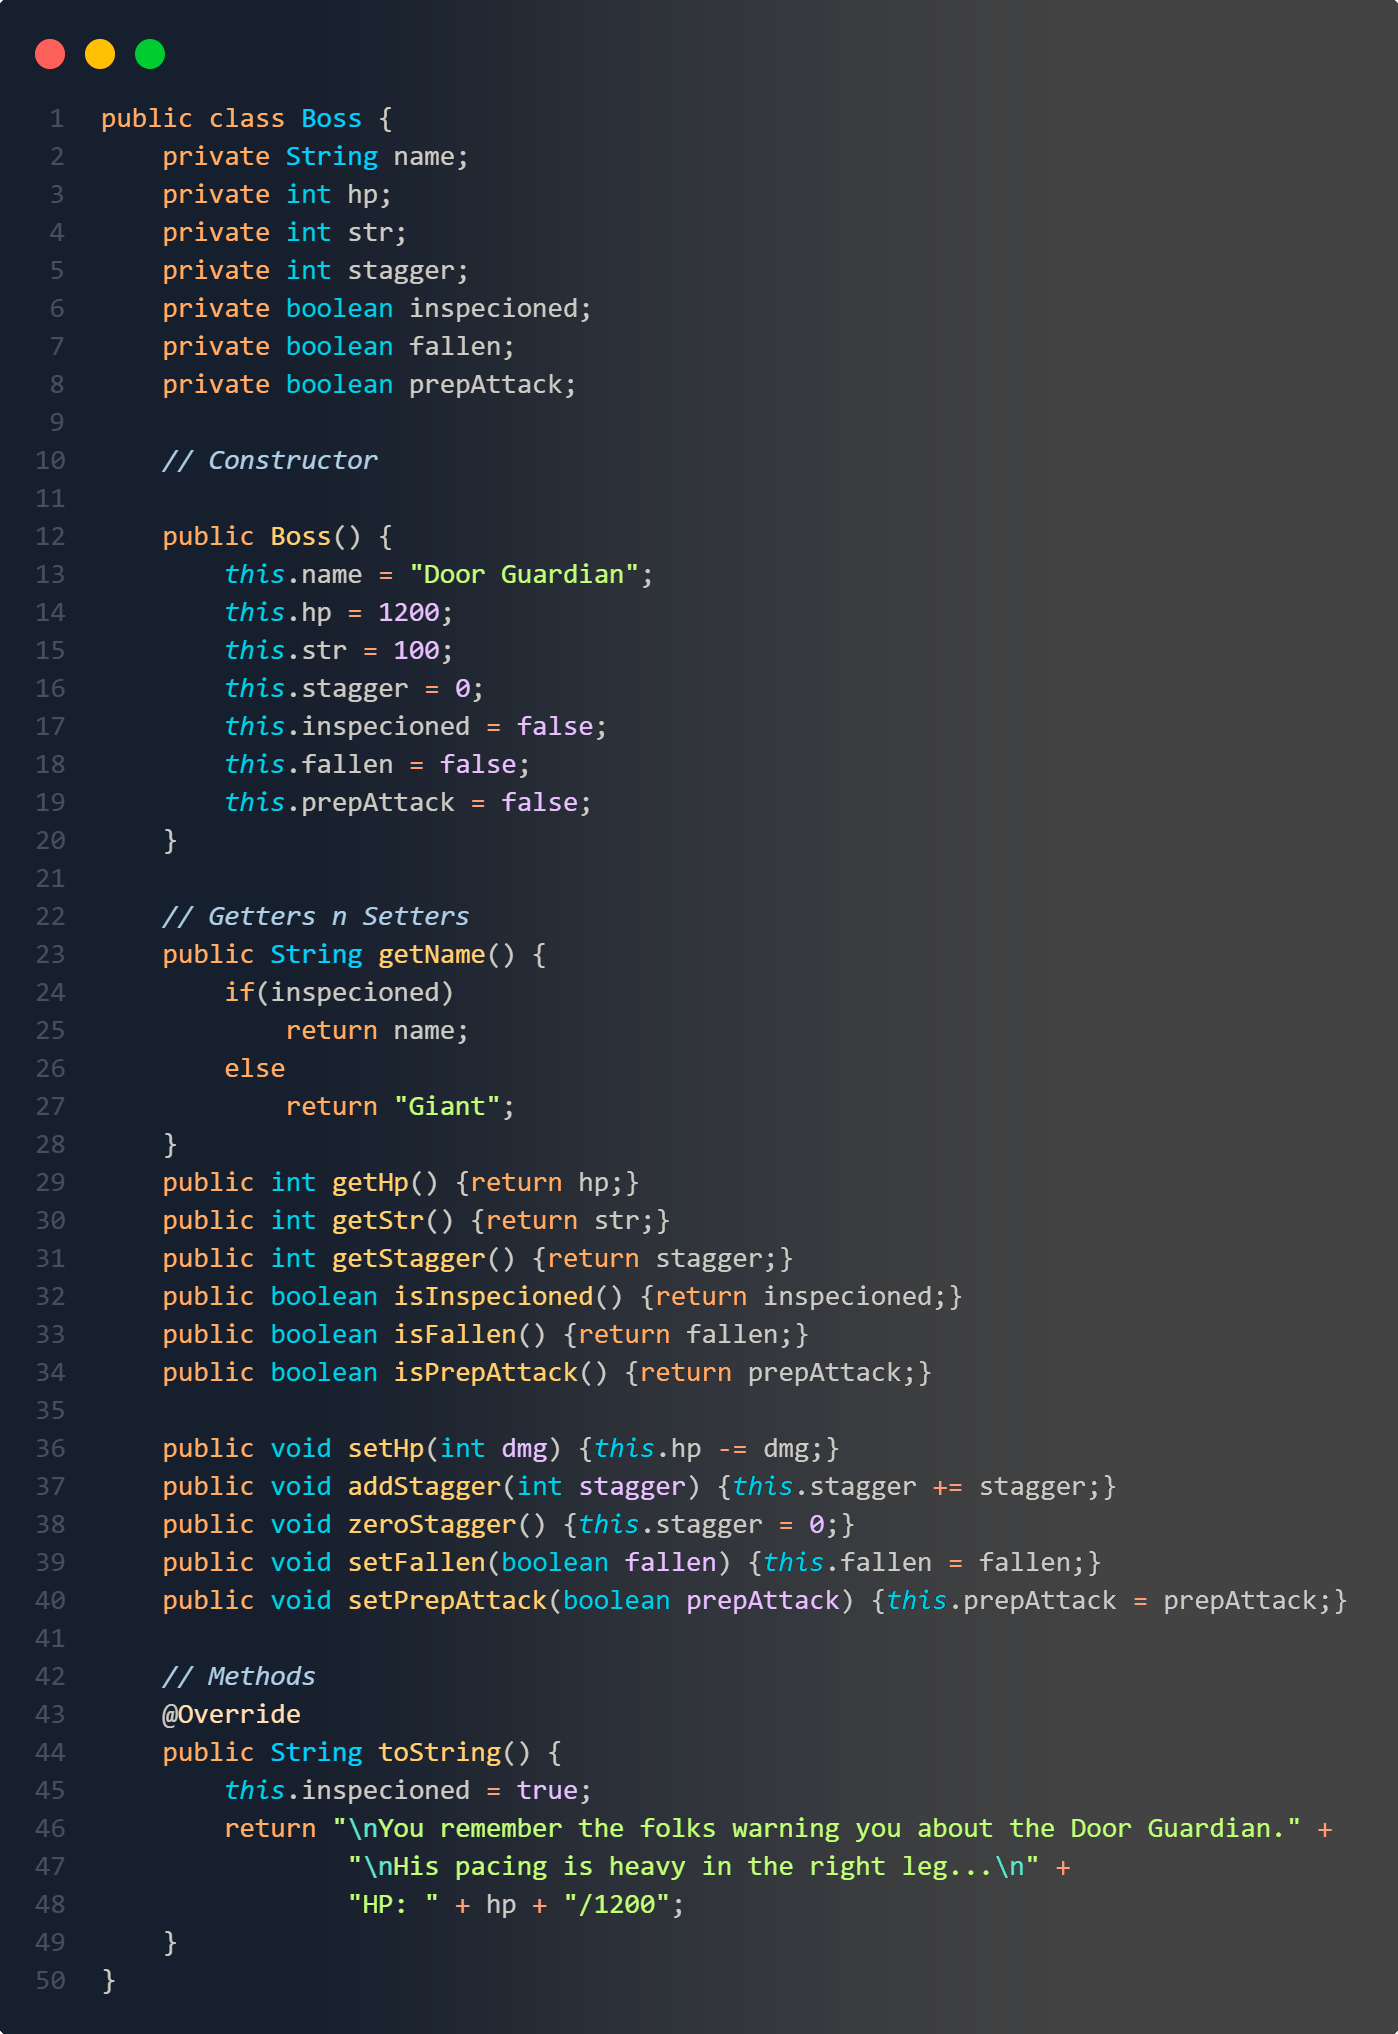 1 public class Boss {
2     private String name;
3     private int hp;
4     private int str;
5     private int stagger;
6     private boolean inspecioned;
7     private boolean fallen;
8     private boolean prepAttack;
9
10     // Constructor
11
12     public Boss() {
13         this.name = "Door Guardian";
14         this.hp = 1200;
15         this.str = 100;
16         this.stagger = 0;
17         this.inspecioned = false;
18         this.fallen = false;
19         this.prepAttack = false;
20     }
21
22     // Getters n Setters
23     public String getName() {
24         if(inspecioned)
25             return name;
26         else
27             return "Giant";
28     }
29     public int getHp() {return hp;}
30     public int getStr() {return str;}
31     public int getStagger() {return stagger;}
32     public boolean isInspecioned() {return inspecioned;}
33     public boolean isFallen() {return fallen;}
34     public boolean isPrepAttack() {return prepAttack;}
35
36     public void setHp(int dmg) {this.hp -= dmg;}
37     public void addStagger(int stagger) {this.stagger += stagger;}
38     public void zeroStagger() {this.stagger = 0;}
39     public void setFallen(boolean fallen) {this.fallen = fallen;}
40     public void setPrepAttack(boolean prepAttack) {this.prepAttack = prepAttack;}
41
42     // Methods
43     @Override
44     public String toString() {
45         this.inspecioned = true;
46         return "\nYou remember the folks warning you about the Door Guardian." +
47                 "\nHis pacing is heavy in the right leg...\n" +
48                 "HP: " + hp + "/1200";
49     }
50 }